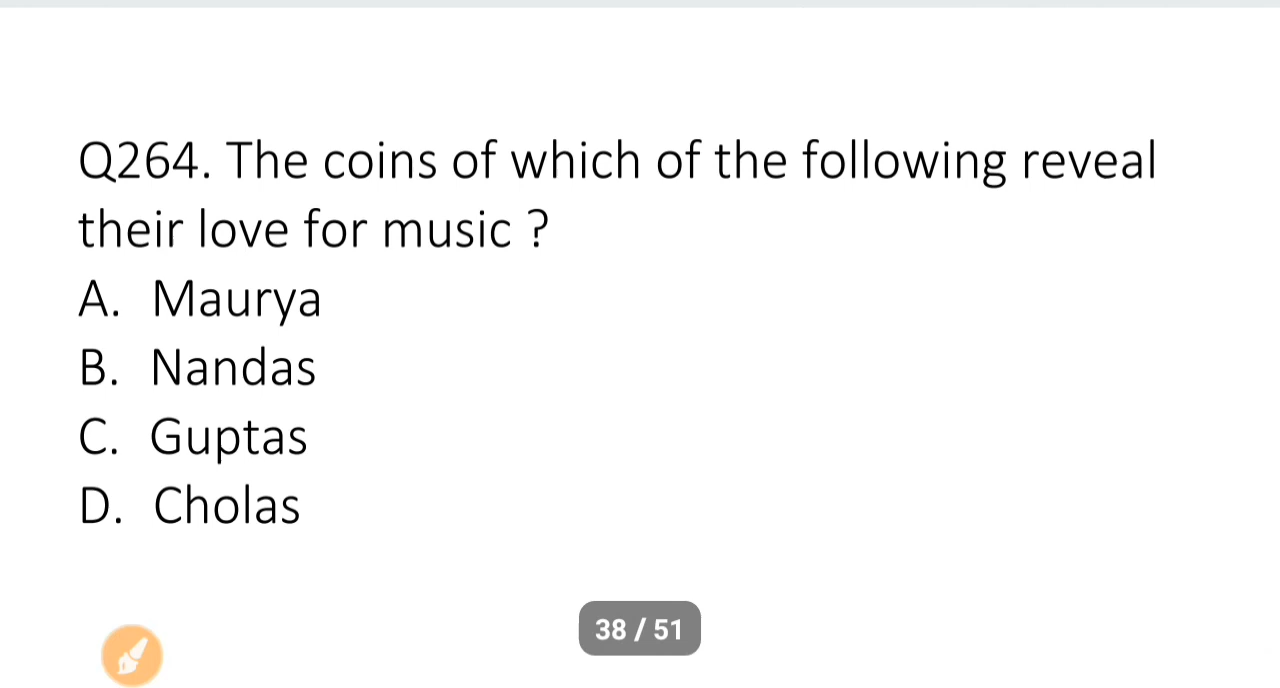 Q264. The coins of which of the following reveal
their love for music ?
A. Maurya
B. Nandas
C. Guptas
D. Cholas
38 / 51